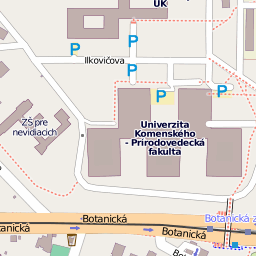 UK
P
P
Ilkovičova
P
P
P
ZŠ pre
nevidiacich
Univerzita
Komenského
- Prírodovedecká
fakulta
Botanická
Botanická z
Botanická